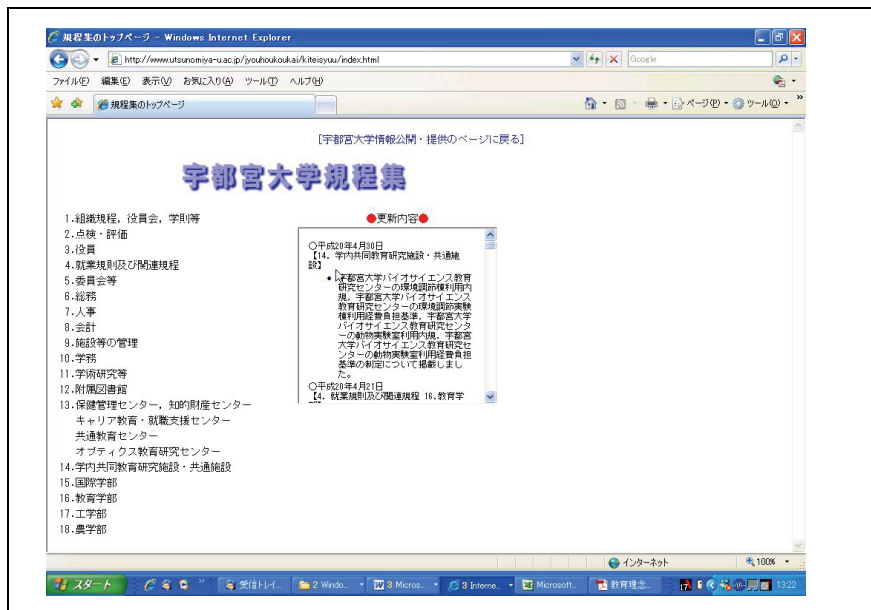 規程集のトップページ - Windows Internet Explorer
http://www.utsunomiya-u.ac.jp/jyouhoukoukai/kiteisyuu/index.html
Google
ファイル(F) 編集(E) 表示(V) お気に入り(A) ツール(T) ヘルプ(H)
規程集のトップページ
ページ(P) ツール(O)
[宇都宮大学情報公開・提供のページに戻る]
宇都宮大学規程集
1.組織規程，役員会，学則等
2.点検・評価
3.役員
4.就業規則及び関連規程
5.委員会等
6.総務
7.人事
8.会計
9.施設等の管理
10.学務
11.学術研究等
12.附属図書館
13.保健管理センター，知的財産センター
キャリア教育・就職支援センター
共通教育センター
オプティクス教育研究センター
14.学内共同教育研究施設・共通施設
15.国際学部
16.教育学部
17.工学部
18.農学部
●更新内容●
○平成20年4月30日
【14. 学内共同教育研究施設・共通施
設】
• 宇都宮大学バイオサイエンス教育
研究センターの環境調節棟利用内
規，宇都宮大学バイオサイエンス
教育研究センターの環境調節実験
棟利用経費負担基準，宇都宮大学
バイオサイエンス教育研究センタ
ーの動物実験室利用内規，宇都宮
大学バイオサイエンス教育研究セ
ンターの動物実験室利用経費負担
基準の制定について掲載しまし
た。
○平成20年4月21日
【4. 就業規則及び関連規程 16.教育学
インターネット
100%
スタート 受信トレイ... 2 Windo... 3 Micros... 3 Interne... Microsoft... 教育理念... 13:22